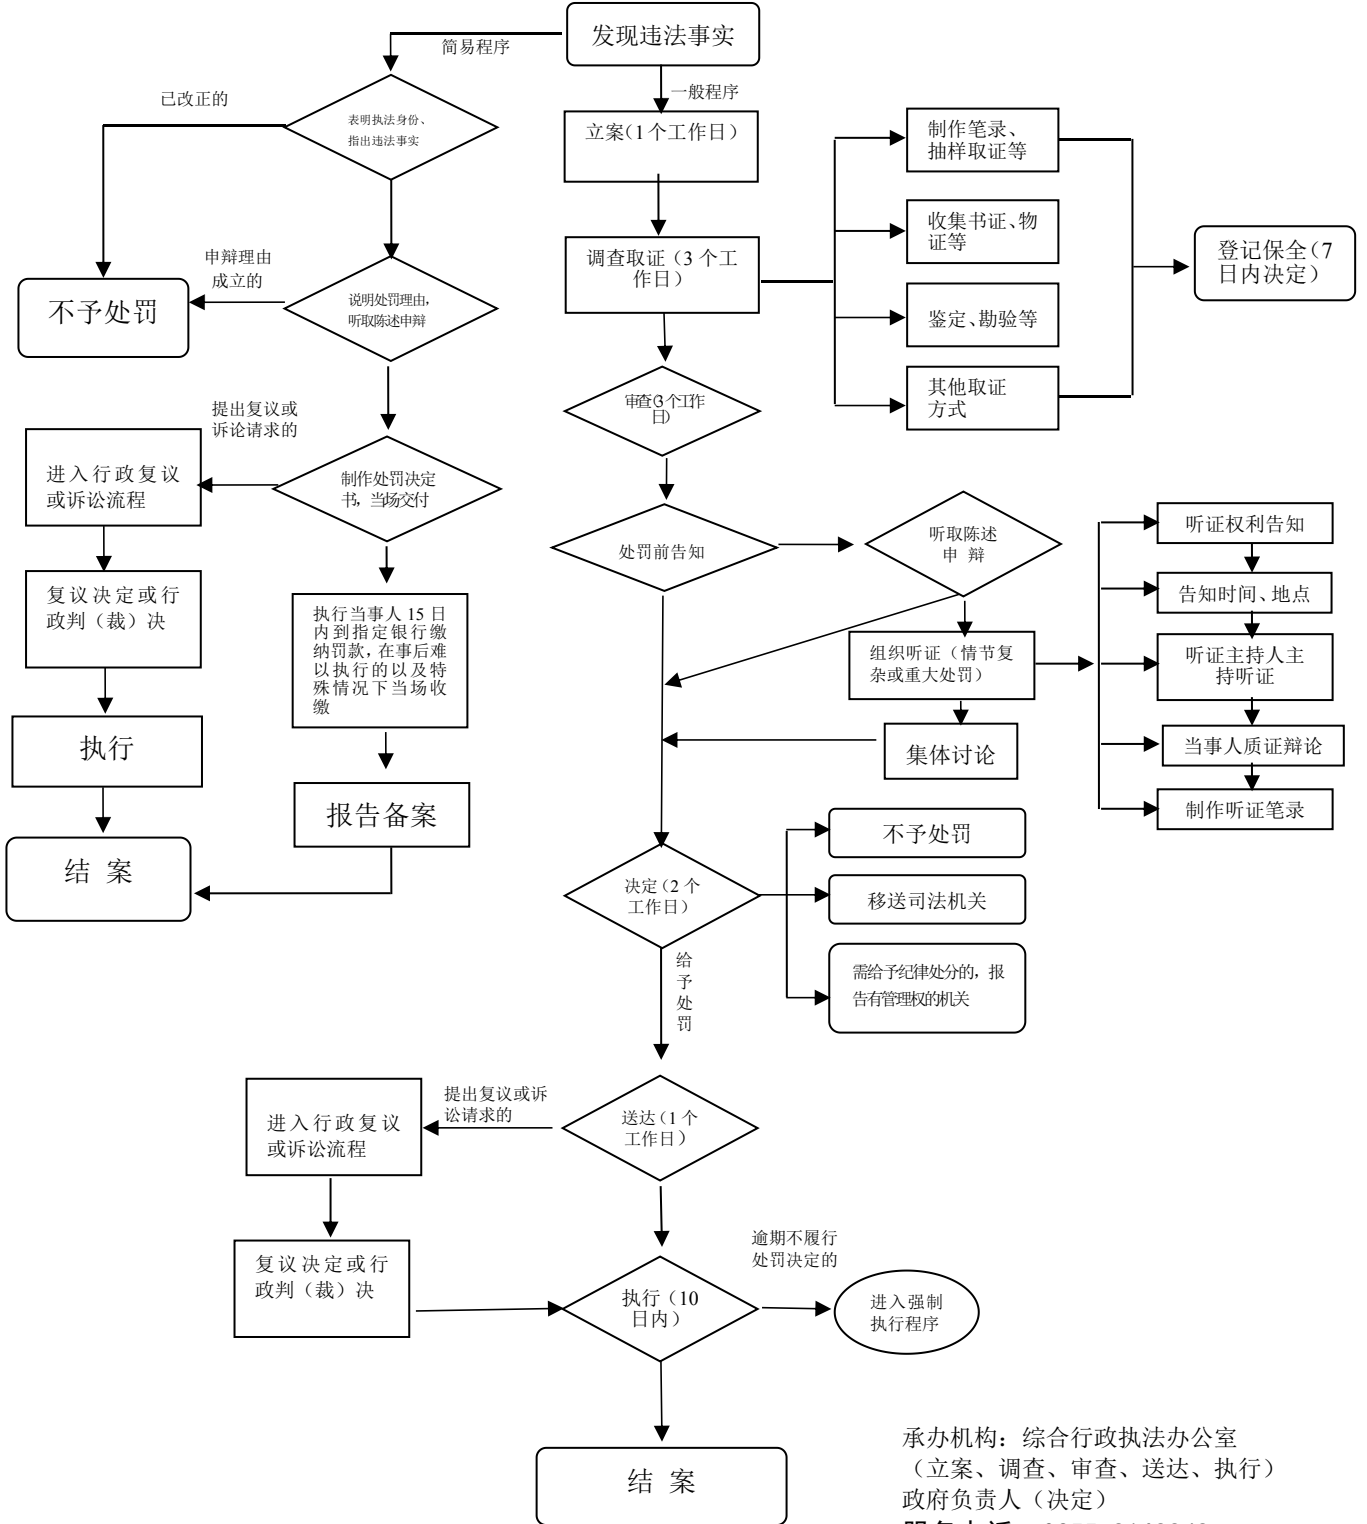 发现违法事实
简易程序
一般程序
已改正的
表明执法身份、
指出违法事实
立案（1个工作日）
制作笔录、
抽样取证等
收集书证、物
证等
登记保全（7
日内决定）
调查取证（3个工
作日）
鉴定、勘验等
其他取证
方式
申辩理由
成立的
不予处罚
说明处罚理由，
听取陈述申辩
审查(3个工作
日)
提出复议或
诉论请求的
进入行政复议
或诉讼流程
制作处罚决定
书，当场交付
处罚前告知
听取陈述
申 辩
听证权利告知
告知时间、地点
听证主持人主
持听证
当事人质证辩论
制作听证笔录
复议决定或行
政判（裁）决
执行当事人15日
内到指定银行缴
纳罚款，在事后难
以执行的以及特
殊情况下当场收
缴
组织听证（情节复
杂或重大处罚）
集体讨论
执行
报告备案
结 案
决定（2个
工作日）
不予处罚
移送司法机关
需给予纪律处分的，报
告有管理权的机关
给
予
处
罚
提出复议或诉
讼请求的
进入行政复议
或诉讼流程
送达（1个
工作日）
复议决定或行
政判（裁）决
执行（10
日内）
逾期不履行
处罚决定的
进入强制
执行程序
结 案
承办机构：综合行政执法办公室
（立案、调查、审查、送达、执行）
政府负责人（决定）